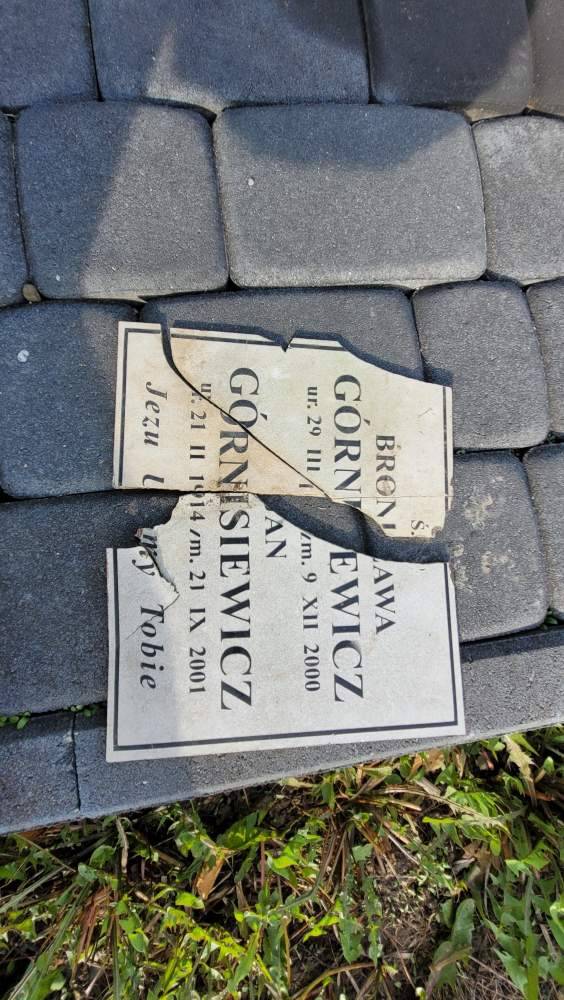 Ś.
BRONI AWA
GÓRNI EWICZ
ur. 29 III 1 zm. 9 XII 2000
AN
GÓRNISIEWICZ
ur. 21 II 1914 zm. 21 IX 2001
Jezu U my Tobie